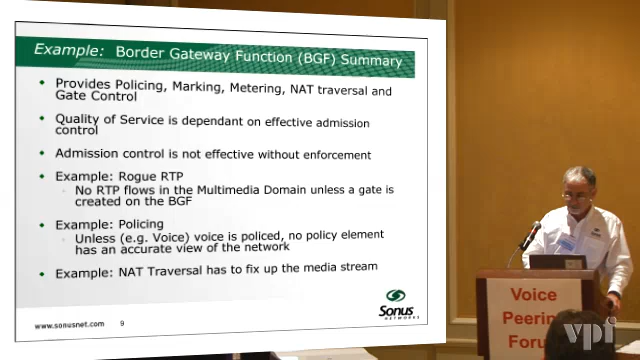 Example: Border Gateway Function (BGF) Summary
Provides Policing, Marking, Metering, NAT traversal and
Gate Control
Quality of Service is dependant on effective admission
control
Admission control is not effective without enforcement
Example: Rogue RTP
No RTP flows in the Multimedia Domain unless a gate is
created on the BGF
Example: Policing
Unless (e.g. Voice) voice is policed, no policy element
has an accurate view of the network
Example: NAT Traversal has to fix up the media stream
www.sonusnet.com 9
Sonus
NETWORKS
Voice
Peering
Forum
vpf